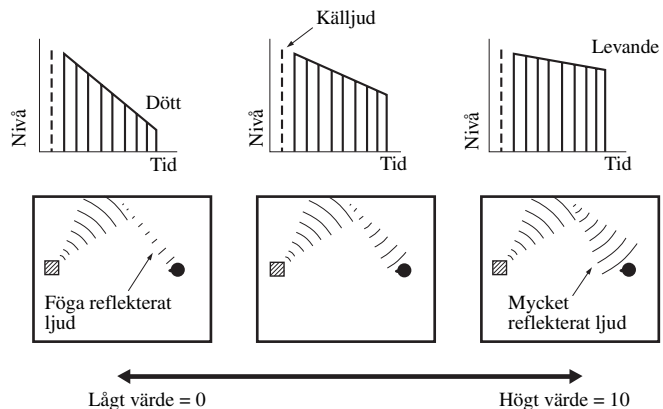 Källjud
Levande
Dött
Nivå
Nivå
Nivå
Tid
Tid
Tid
Föga reflekterat
ljud
Mycket
reflekterat ljud
Lågt värde = 0
Högt värde = 10